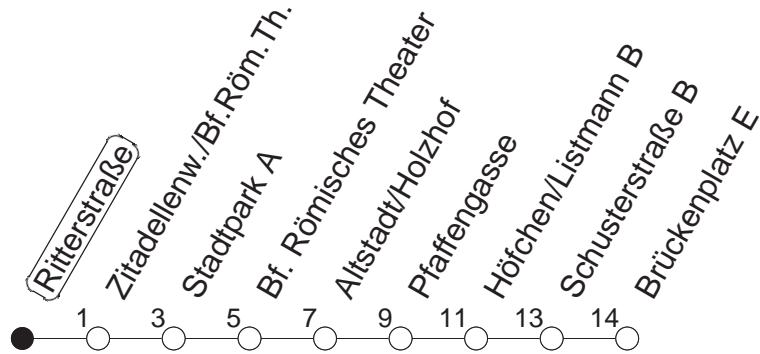 Ritterstraße
Zitadellenw./Bf.Röm.Th.
Stadtpark A
Bf. Römisches Theater
Altstadt/Holzhof
Pfaffengasse
Höfchen/Listmann B
Schusterstraße B
Brückenplatz E
1 3 5 7 9 11 13 14